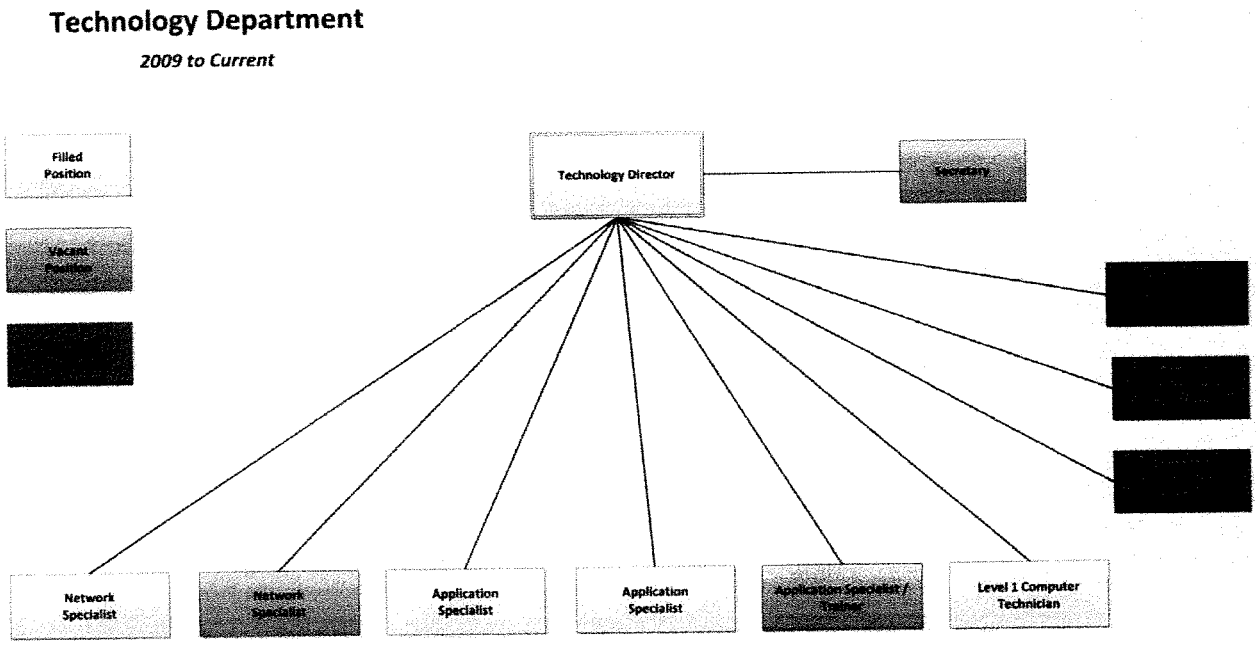 Technology Department
2009 to Current
Filled
Position
Technology Director
Secretary
Vacant
Position
Network
Specialist
Network
Specialist
Application
Specialist
Application
Specialist
Application Specialist /
Trainer
Level 1 Computer
Technician